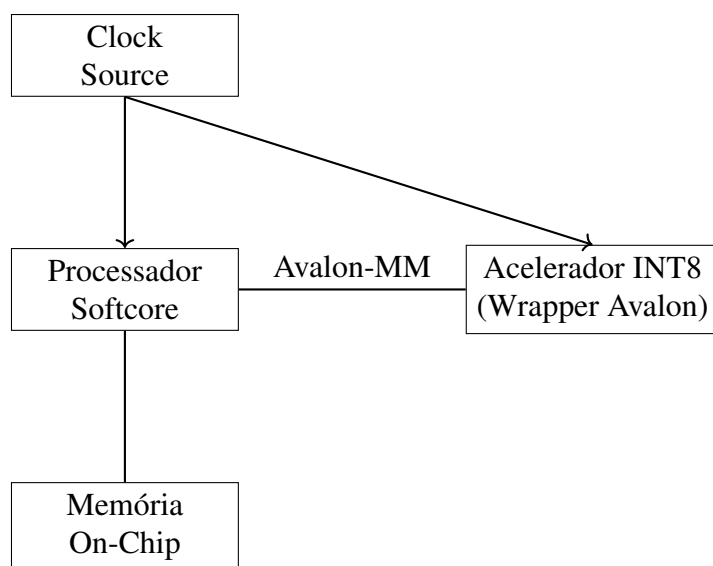 Clock
Source
Avalon-MM
Processador
Softcore
Acelerador INT8
(Wrapper Avalon)
Memória
On-Chip